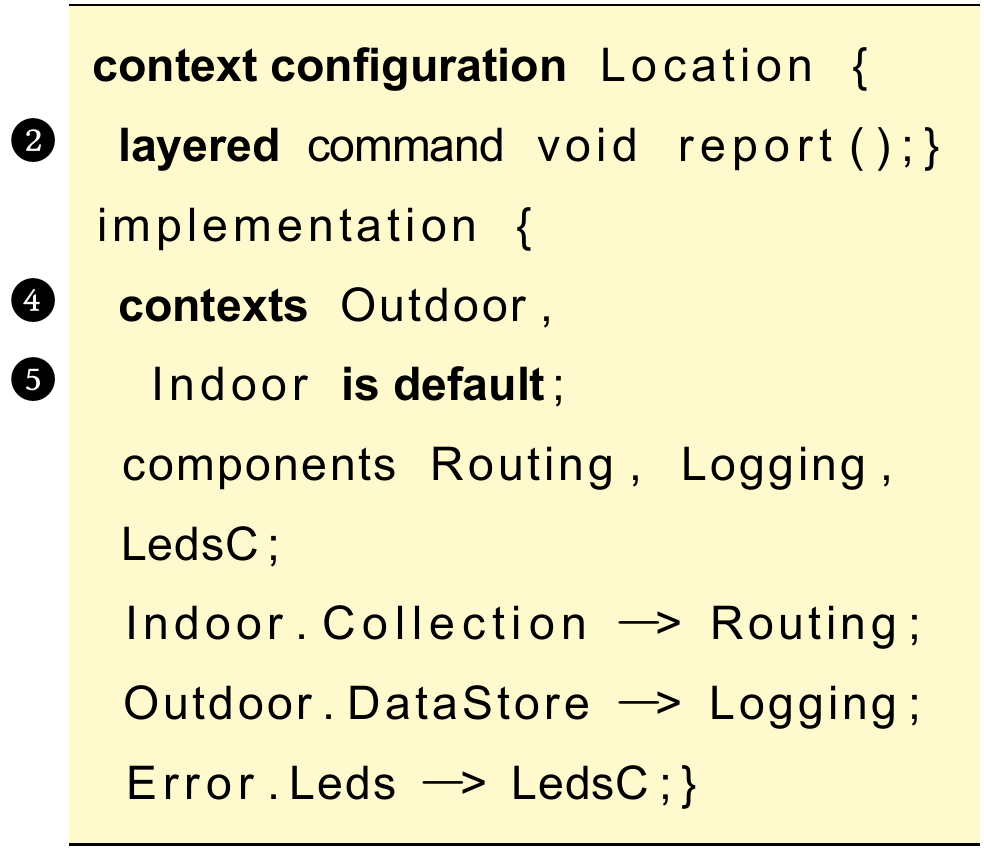 context configuration Location {
❷ layered command void report();}
implementation {
❹ contexts Outdoor,
❺ Indoor is default;
components Routing, Logging,
LedsC;
Indoor.Collection —> Routing;
Outdoor.DataStore —> Logging;
Error.Leds —> LedsC;}